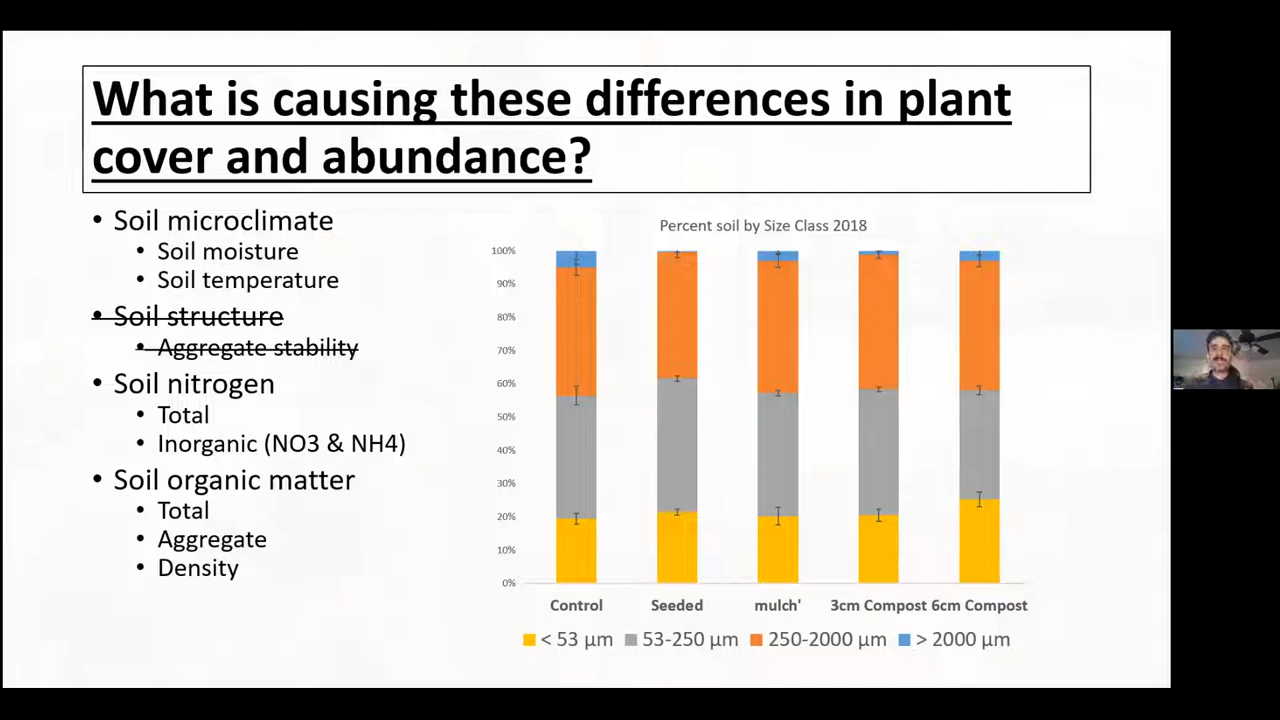 What is causing these differences in plant
cover and abundance?
• Soil microclimate
• Soil moisture
• Soil temperature
• Soil structure
• Aggregate stability
• Soil nitrogen
• Total
• Inorganic (NO3 & NH4)
• Soil organic matter
• Total
• Aggregate
• Density
Percent soil by Size Class 2018
100%
90%
80%
70%
60%
50%
40%
30%
20%
10%
0%
Control Seeded mulch' 3cm Compost 6cm Compost
< 53 µm 53-250 µm 250-2000 µm > 2000 µm